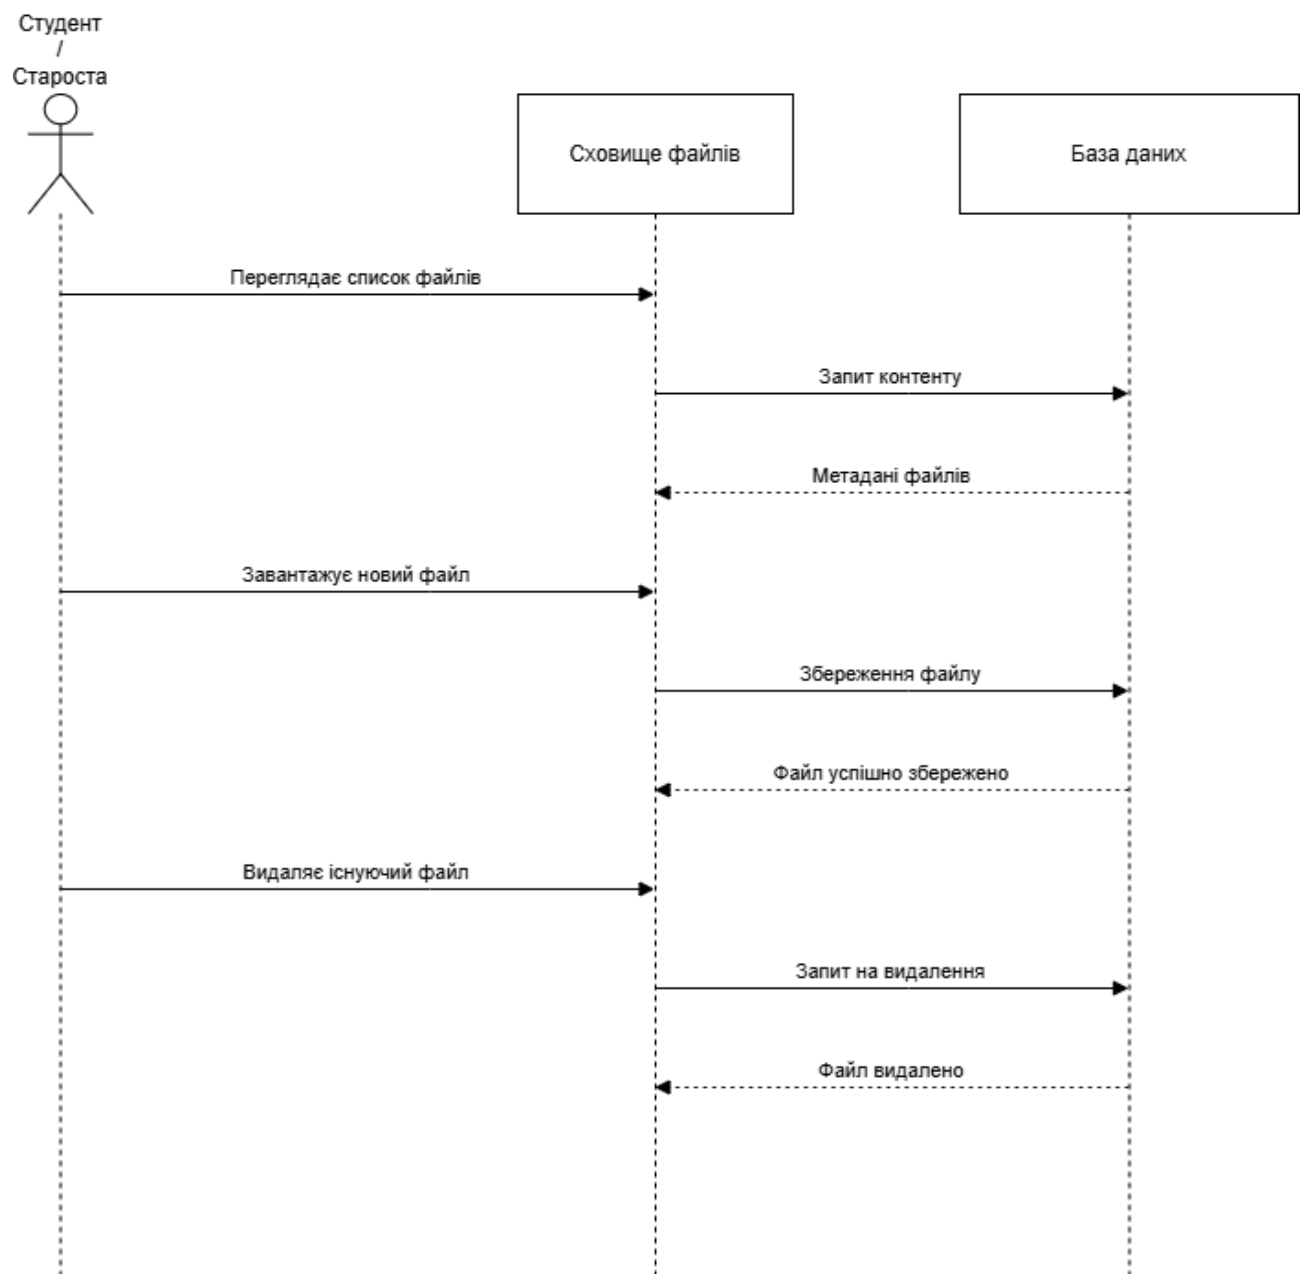 Студент
/
Староста
Сховище файлів
База даних
Переглядає список файлів
Запит контенту
Метадані файлів
Завантажує новий файл
Збереження файлу
Файл успішно збережено
Видаляє існуючий файл
Запит на видалення
Файл видалено